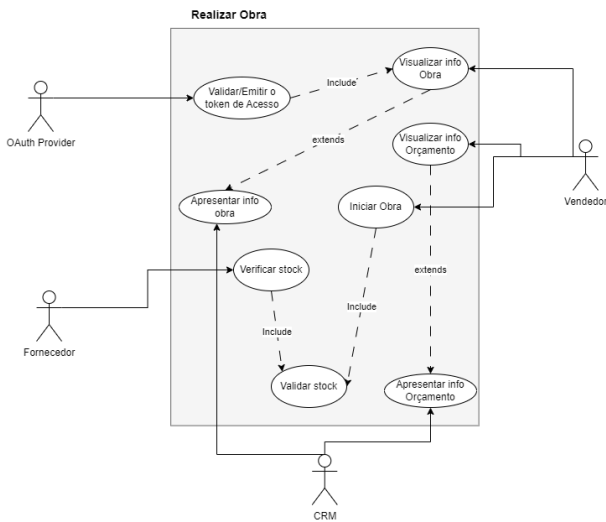 Realizar Obra
Visualizar info
Obra
Validar/Emitir o
token de Acesso
Include
OAuth Provider
extends
Visualizar info
Orçamento
Vendedor
Apresentar info
obra
Iniciar Obra
Verificar stock
extends
Include
Fornecedor
Include
Validar stock
Apresentar info
Orçamento
CRM